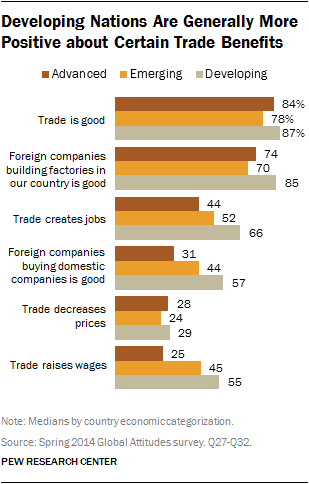 Developing Nations Are Generally More
Positive about Certain Trade Benefits
Advanced Emerging Developing
Trade is good
84%
78%
87%
Foreign companies
building factories in
our country is good
74
70
85
Trade creates jobs
44
52
66
Foreign companies
buying domestic
companies is good
31
44
57
Trade decreases
prices
28
24
29
Trade raises wages
25
45
55
Note: Medians by country economic categorization.
Source: Spring 2014 Global Attitudes survey. Q27-Q32.
PEW RESEARCH CENTER